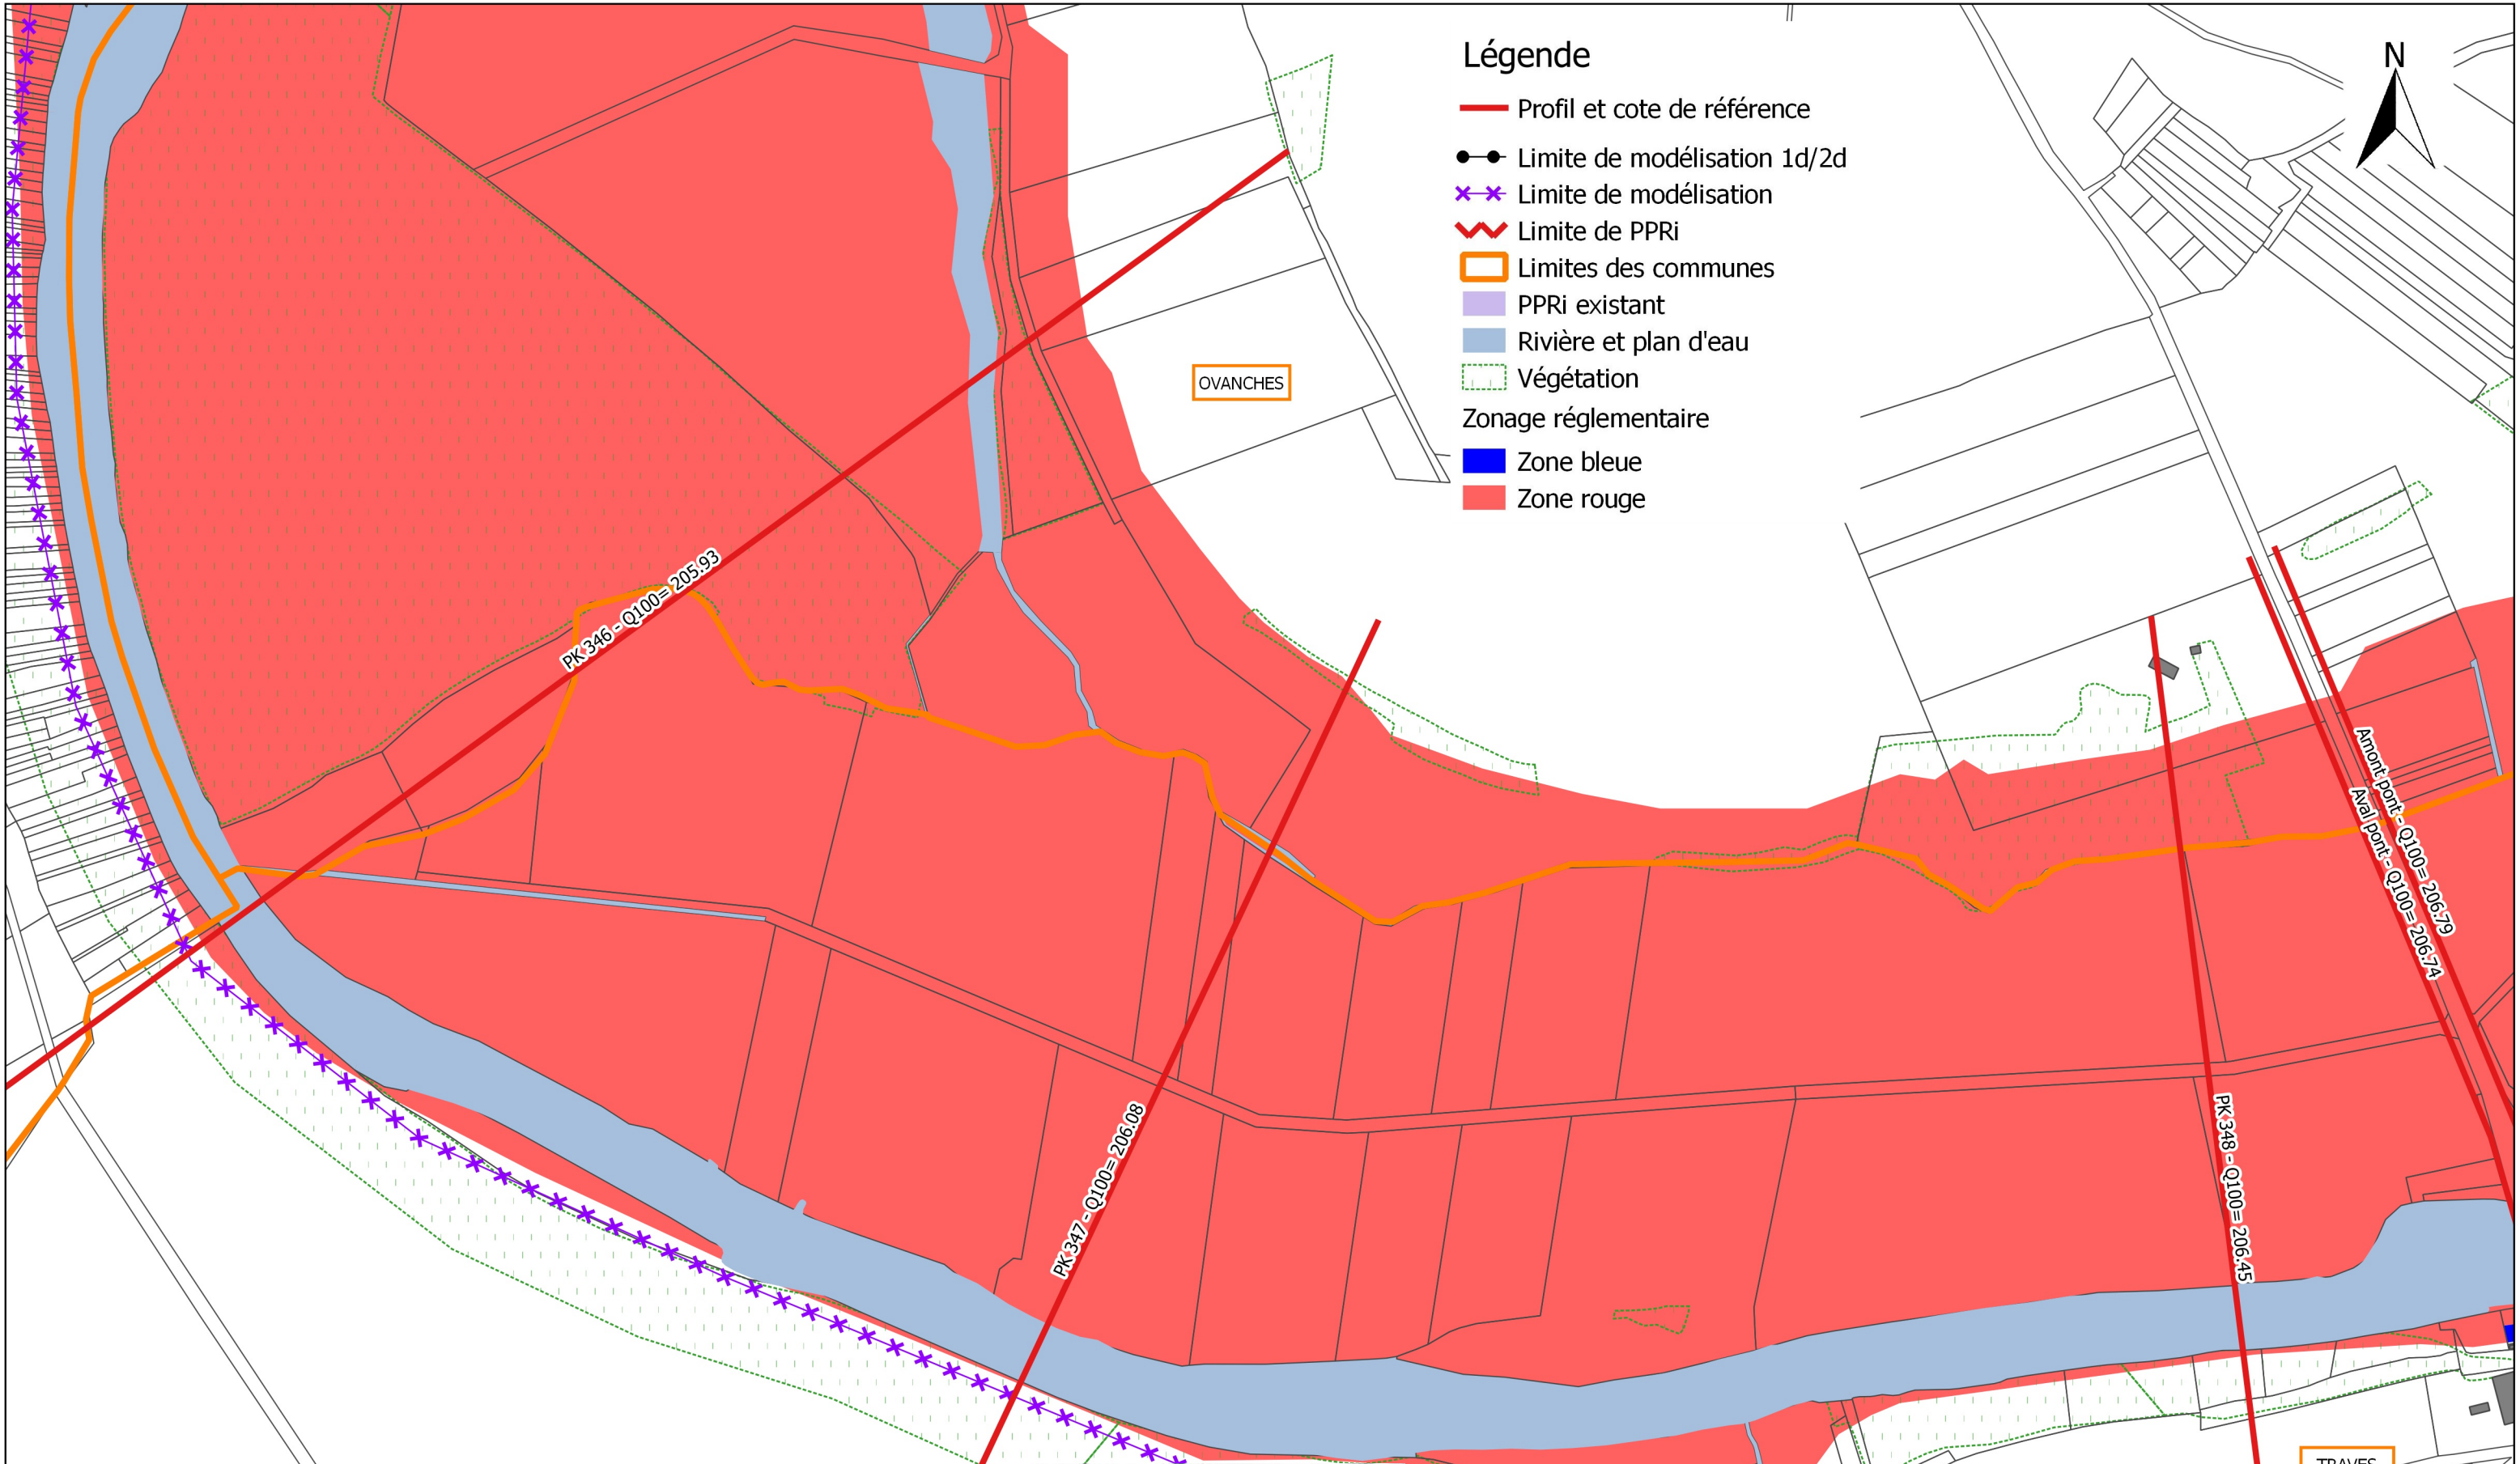 Légende
N
Profil et cote de référence
Limite de modélisation 1d/2d
Limite de modélisation
Limite de PPRi
Limites des communes
PPRi existant
Rivière et plan d'eau
Végétation
Zonage réglementaire
Zone bleue
Zone rouge
OVANCHES
PK 346 - Q100= 205.93
PK 347 - Q100= 206.08
PK 348 - Q100= 206.45
Amont pont - Q100= 206.79
Aval pont - Q100= 206.74
TRAVES